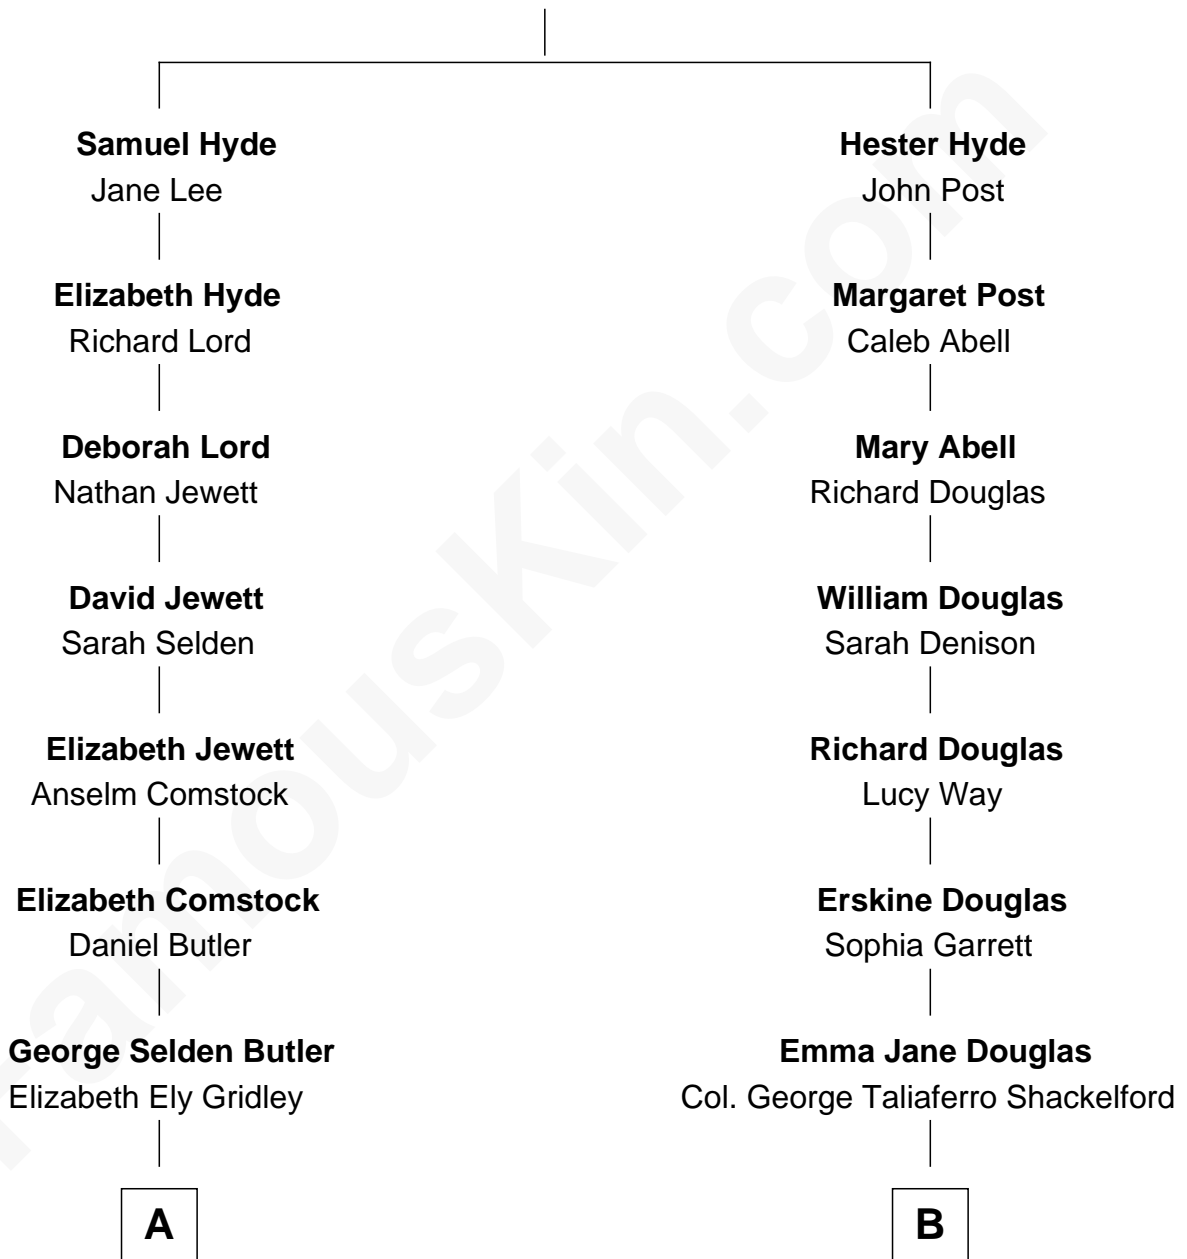 Samuel Hyde
Jane Lee
Elizabeth Hyde
Richard Lord
Deborah Lord
Nathan Jewett
David Jewett
Sarah Selden
Elizabeth Jewett
Anselm Comstock
Elizabeth Comstock
Daniel Butler
George Selden Butler
Elizabeth Ely Gridley
A
Hester Hyde
John Post
Margaret Post
Caleb Abell
Mary Abell
Richard Douglas
William Douglas
Sarah Denison
Richard Douglas
Lucy Way
Erskine Douglas
Sophia Garrett
Emma Jane Douglas
Col. George Taliaferro Shackelford
B
famouskin.com